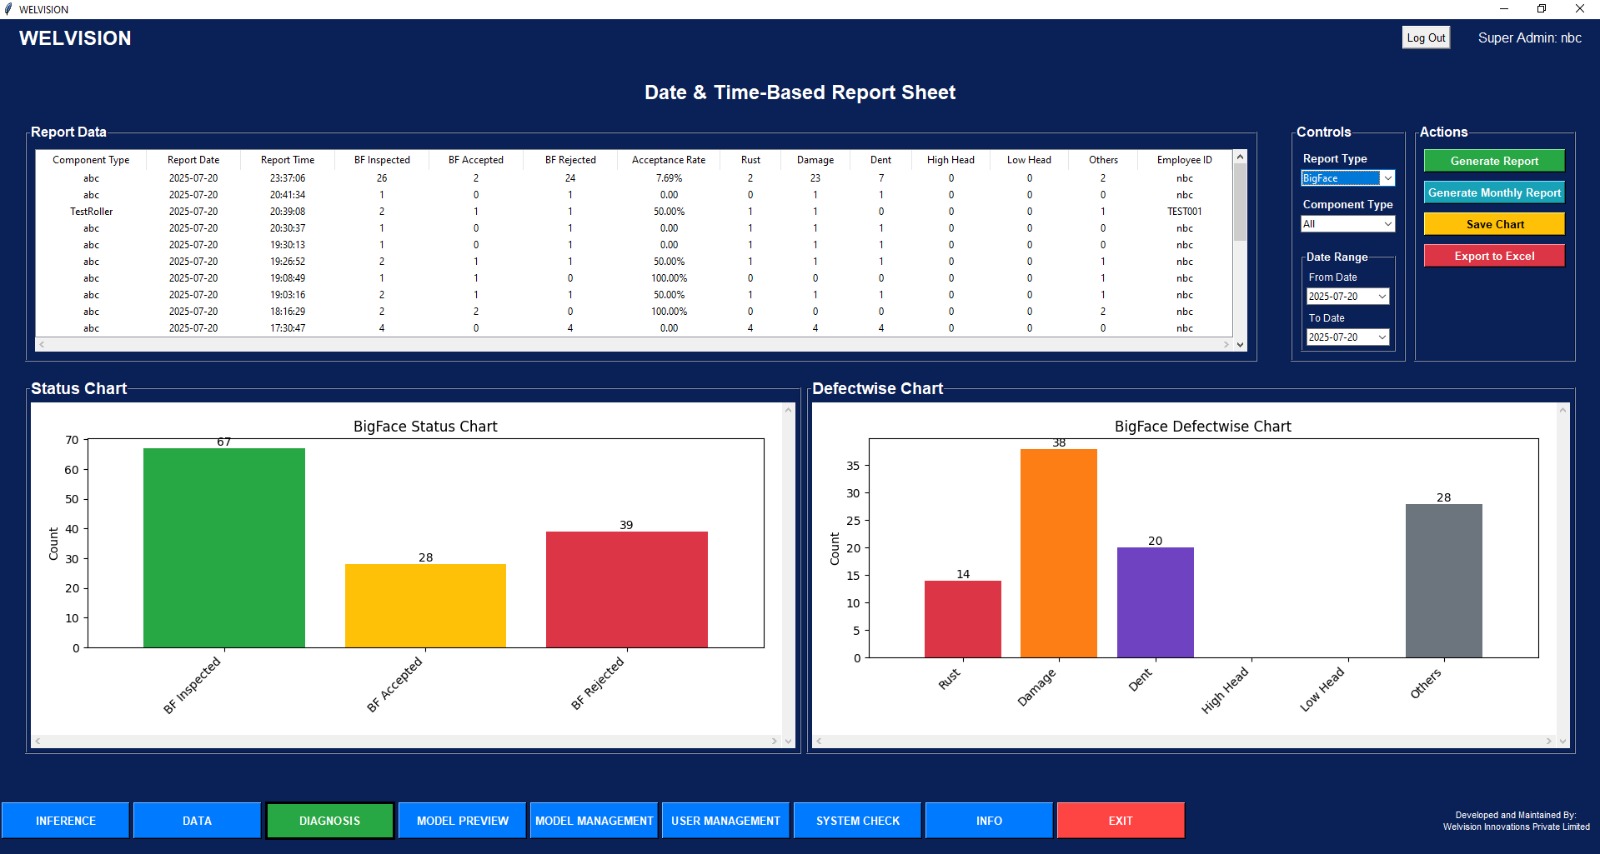 WELVISION
WELVISION
Log Out
Super Admin: nbc
Date & Time-Based Report Sheet
Report Data
Component Type Report Date Report Time BF Inspected BF Accepted BF Rejected Acceptance Rate Rust Damage Dent High Head Low Head Others Employee ID
abc 2025-07-20 23:37:06 26 2 24 7.69% 2 23 7 0 0 2 nbc
abc 2025-07-20 20:41:34 1 0 1 0.00 0 1 1 0 0 0 nbc
TestRoller 2025-07-20 20:39:08 2 1 1 50.00% 1 1 0 0 0 1 TEST001
abc 2025-07-20 20:30:37 1 0 1 0.00 1 1 1 0 0 0 nbc
abc 2025-07-20 19:30:13 1 0 1 0.00 1 1 1 0 0 0 nbc
abc 2025-07-20 19:26:52 2 1 1 50.00% 1 1 1 0 0 1 nbc
abc 2025-07-20 19:08:49 1 1 0 100.00% 0 0 0 0 0 1 nbc
abc 2025-07-20 19:03:16 2 1 1 50.00% 1 1 1 0 0 1 nbc
abc 2025-07-20 18:16:29 2 2 0 100.00% 0 0 0 0 0 2 nbc
abc 2025-07-20 17:30:47 4 0 4 0.00 4 4 4 0 0 0 nbc
Controls
Report Type
BigFace
Component Type
All
Date Range
From Date
2025-07-20
To Date
2025-07-20
Actions
Generate Report
Generate Monthly Report
Save Chart
Export to Excel
Status Chart
BigFace Status Chart
Count
70
60
50
40
30
20
10
0
67
28
39
BF Inspected
BF Accepted
BF Rejected
Defectwise Chart
BigFace Defectwise Chart
Count
35
30
25
20
15
10
5
0
14
38
20
28
Rust
Damage
Dent
High Head
Low Head
Others
INFERENCE
DATA
DIAGNOSIS
MODEL PREVIEW
MODEL MANAGEMENT
USER MANAGEMENT
SYSTEM CHECK
INFO
EXIT
Developed and Maintained By:
Welvision Innovations Private Limited